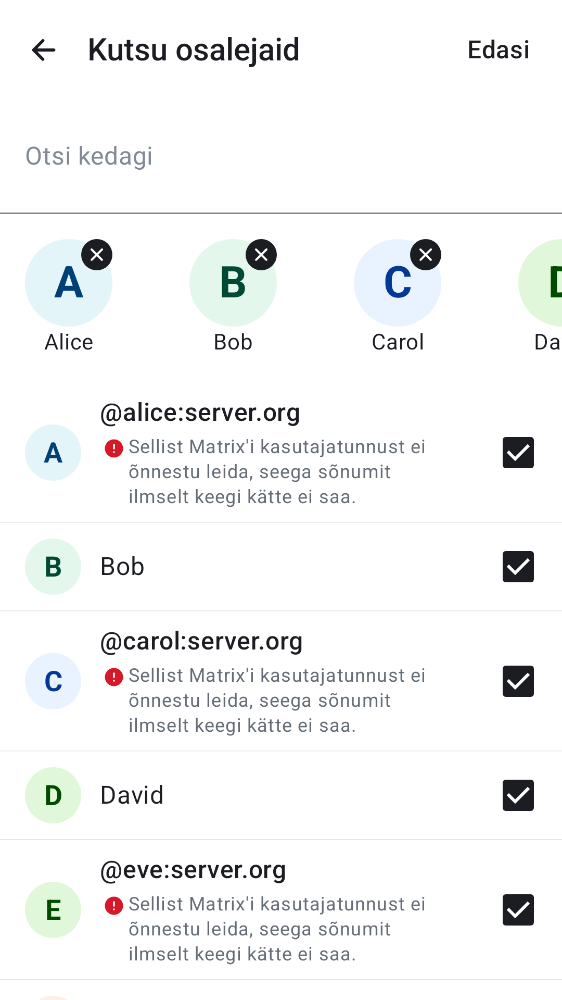 Kutsu osalejaid
Edasi
Otsi kedagi
A
B
C
Alice
Bob
Carol
Da
@alice:server.org
A
Sellist Matrix'i kasutajatunnust ei
õnnestu leida, seega sõnumit
ilmselt keegi kätte ei saa.
B
Bob
@carol:server.org
C
Sellist Matrix'i kasutajatunnust ei
õnnestu leida, seega sõnumit
ilmselt keegi kätte ei saa.
D
David
@eve:server.org
E
Sellist Matrix'i kasutajatunnust ei
õnnestu leida, seega sõnumit
ilmselt keegi kätte ei saa.